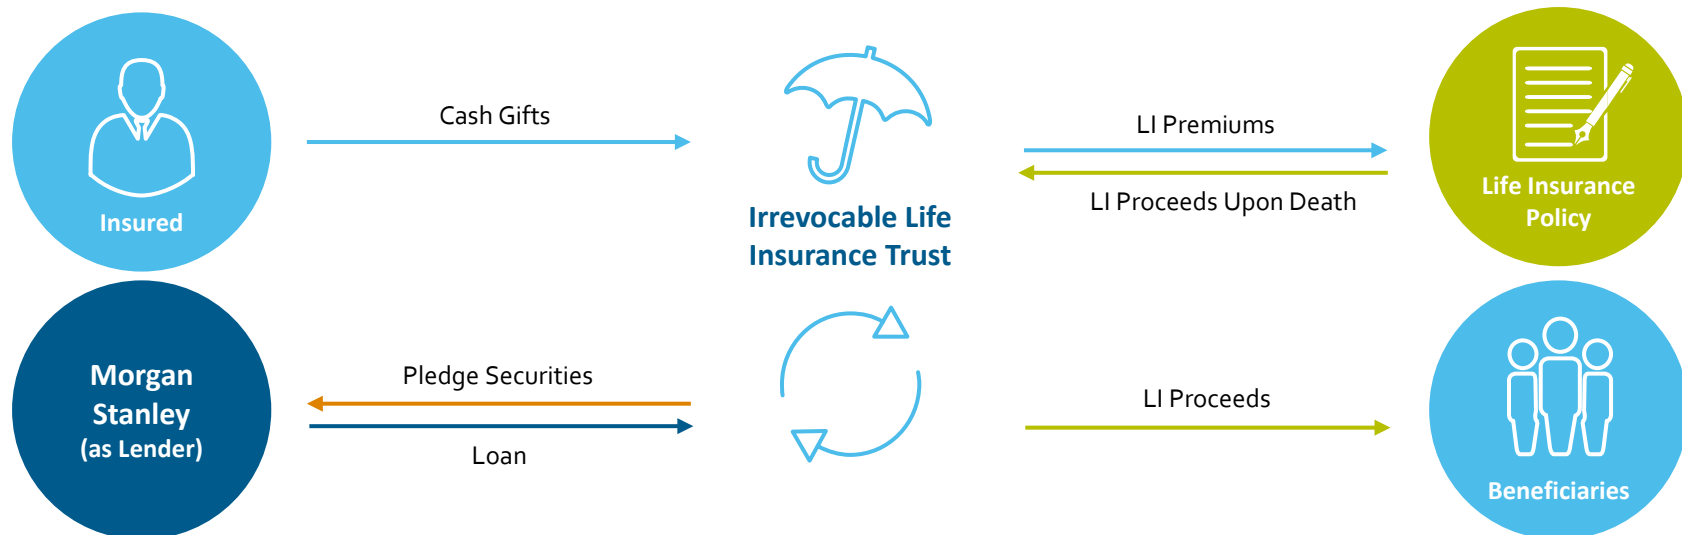 Cash Gifts
Insured
Irrevocable Life
Insurance Trust
LI Premiums
LI Proceeds Upon Death
Life Insurance
Policy
Morgan
Stanley
(as Lender)
Pledge Securities
Loan
LI Proceeds
Beneficiaries